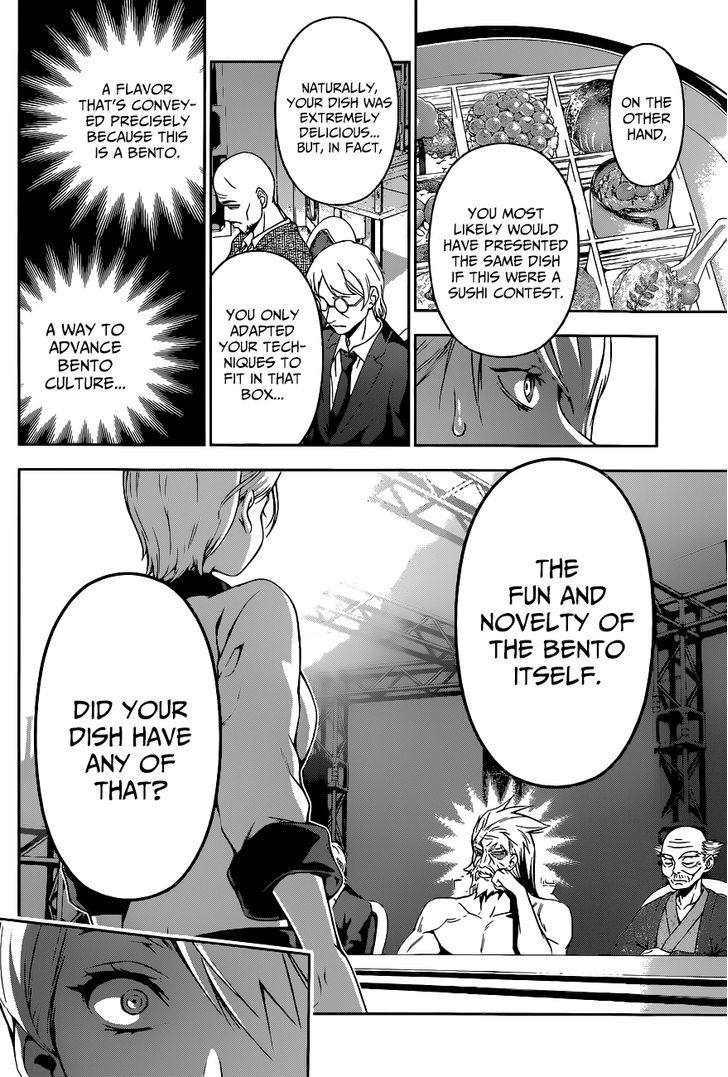 ON THE
OTHER
HAND,
YOU MOST
LIKELY WOULD
HAVE PRESENTED
THE SAME DISH
IF THIS WERE A
SUSHI CONTEST.
NATURALLY,
YOUR DISH WAS
EXTREMELY
DELICIOUS...
BUT, IN FACT,
YOU ONLY
ADAPTED
YOUR TECH-
NIQUES TO
FIT IN THAT
BOX...
A FLAVOR
THAT'S CONVEY-
ED PRECISELY
BECAUSE THIS
IS A BENTO.
A WAY TO
ADVANCE
BENTO
CULTURE...
THE
FUN AND
NOVELTY OF
THE BENTO
ITSELF.
DID YOUR
DISH HAVE
ANY OF
THAT?